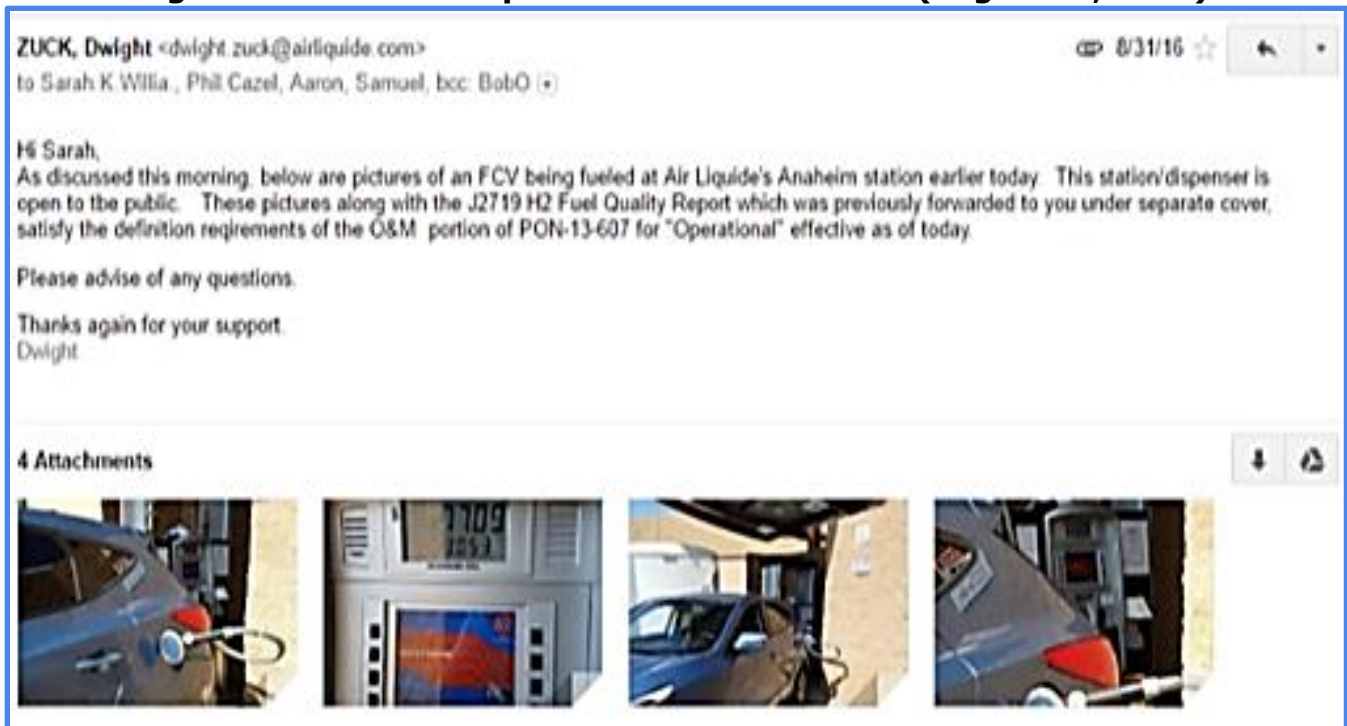 ZUCK, Dwight <dwight.zuck@airliquide.com>
8/31/16
to Sarah K Willia., Phil Cazel, Aaron, Samuel, bcc: BobO
Hi Sarah,
As discussed this morning, below are pictures of an FCV being fueled at Air Liquide's Anaheim station earlier today. This station/dispenser is
open to tbe public. These pictures along with the J2719 H2 Fuel Quality Report which was previously forwarded to you under separate cover,
satisfy the definition reqirements of the O&M portion of PON-13-607 for "Operational" effective as of today.
Please advise of any questions.
Thanks again for your support.
Dwight
4 Attachments